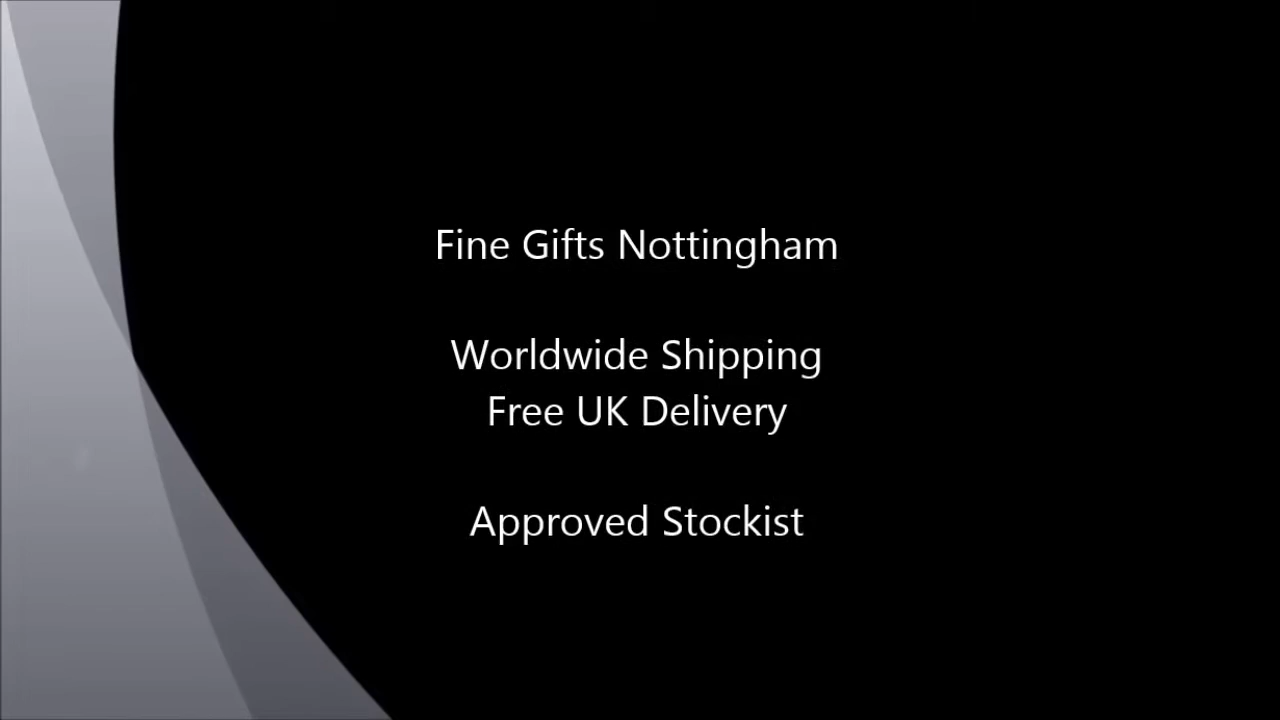 Fine Gifts Nottingham
Worldwide Shipping
Free UK Delivery
Approved Stockist